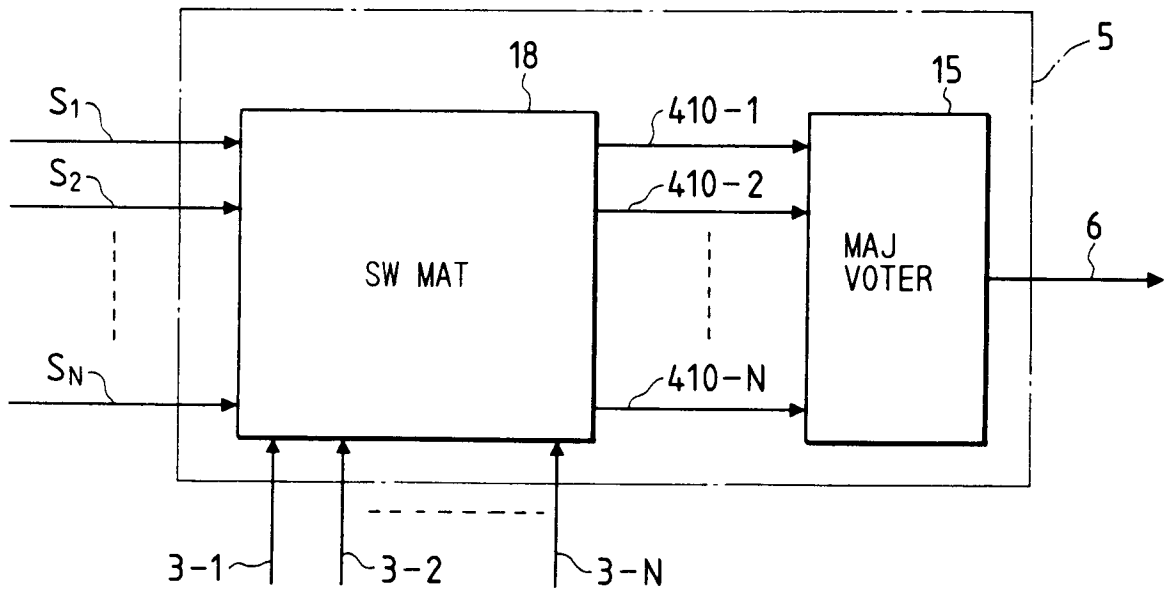 5
18
15
S1
410-1
S2
410-2
6
SW MAT
MAJ
VOTER
SN
410-N
3-1
3-2
3-N